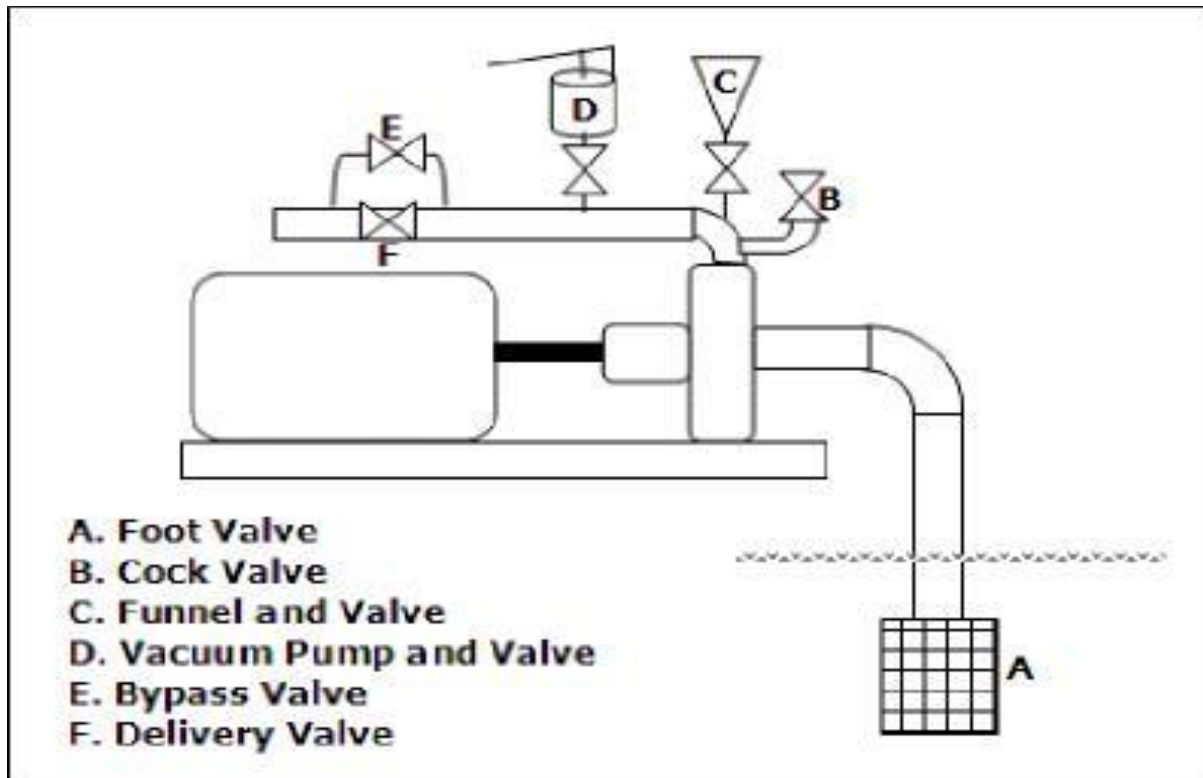 D
C
E
B
F
A. Foot Valve
B. Cock Valve
C. Funnel and Valve
D. Vacuum Pump and Valve
E. Bypass Valve
F. Delivery Valve
A